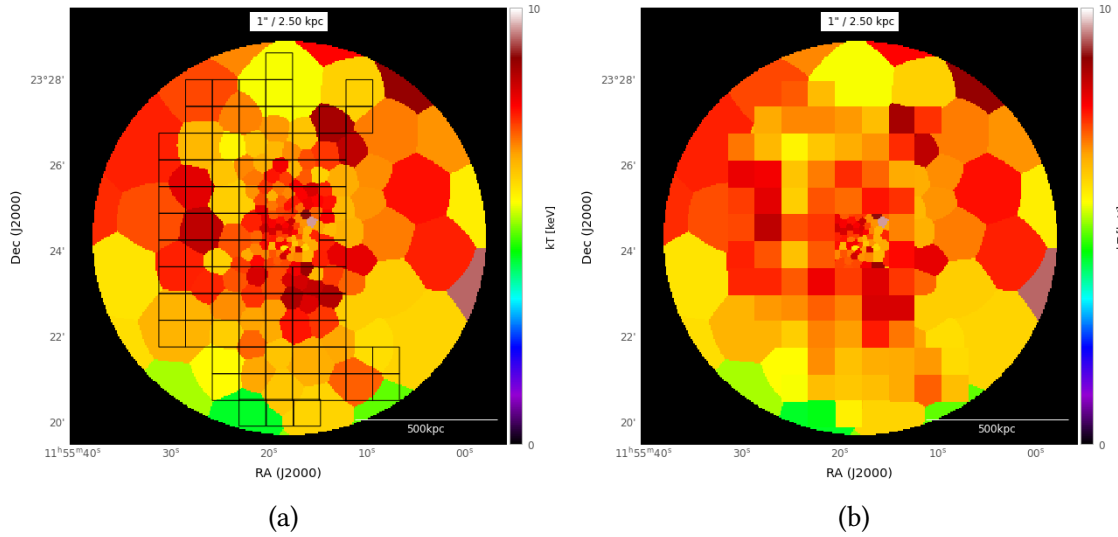 1" / 2.50 kpc
10
23°28'
26'
24'
22'
20'
Dec (J2000)
kT [keV]
0
500kpc
11ʰ55ᵐ40ˢ
30ˢ
20ˢ
10ˢ
00ˢ
RA (J2000)
(a)
1" / 2.50 kpc
10
23°28'
26'
24'
22'
20'
Dec (J2000)
0
500kpc
11ʰ55ᵐ40ˢ
30ˢ
20ˢ
10ˢ
00ˢ
RA (J2000)
(b)